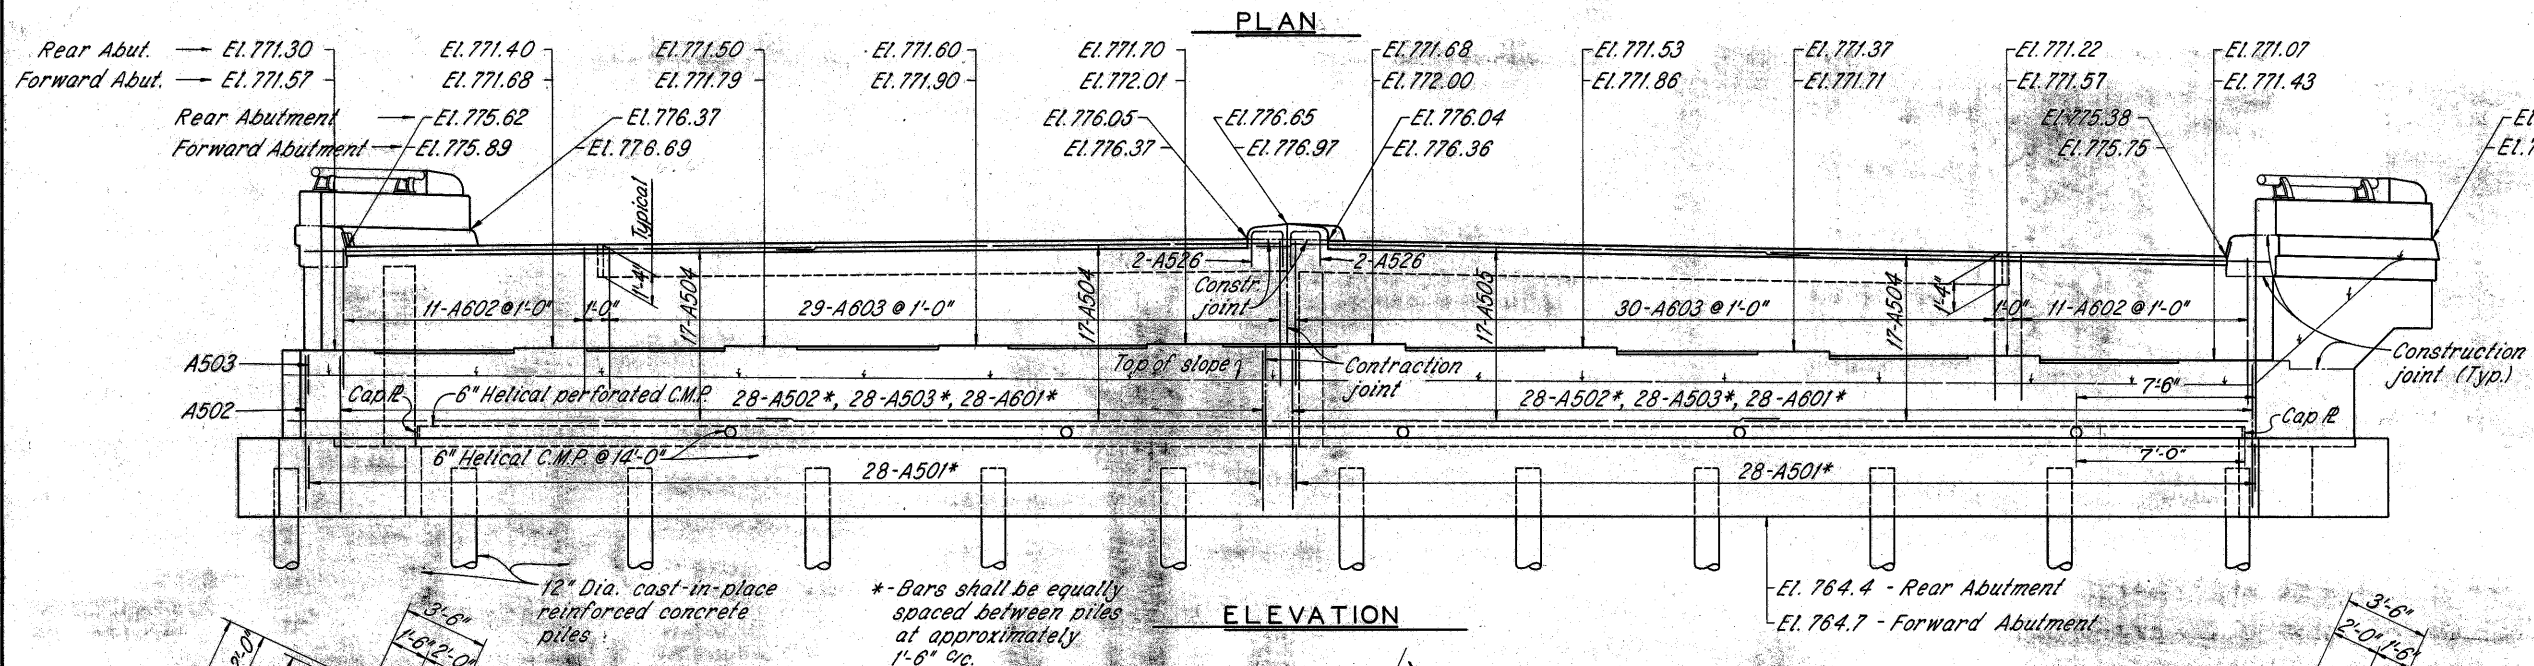 PLAN
Rear Abut. El. 771.30 El. 771.40 El. 771.50 El. 771.60 El. 771.70 El. 771.68 El. 771.53 El. 771.37 El. 771.22 El. 771.07
Forward Abut. El. 771.57 El. 771.68 El. 771.79 El. 771.90 El. 772.01 El. 772.00 El. 771.86 El. 771.71 El. 771.57 El. 771.43
Rear Abutment El. 775.62 El. 776.37 El. 776.05 El. 776.65 El. 776.04 El. 775.38
Forward Abutment El. 775.89 El. 776.69 El. 776.37 El. 776.97 El. 776.36 El. 775.75
Typical
1'-4"
2-A526 2-A526
Constr.
joint
17-A504 17-A504 17-A505 17-A504
1'-4"
11-A602 @ 1'-0" 1'-0" 29-A603 @ 1'-0" 30-A603 @ 1'-0" 1'-0" 11-A602 @ 1'-0"
A503
Top of slope
Contraction
joint
Construction
joint (Typ.)
7'-6"
Cap ℄ 6" Helical perforated C.M.P. 28-A502*, 28-A503*, 28-A601* 28-A502*, 28-A503*, 28-A601*
A502
Cap
6" Helical C.M.P. @ 14'-0"
7'-0"
28-A501* 28-A501*
12" Dia. cast-in-place
reinforced concrete
piles
*-Bars shall be equally
spaced between piles
at approximately
1'-6" c/c.
ELEVATION
El. 764.4 - Rear Abutment
El. 764.7 - Forward Abutment
3'-6"
1'-6" 2'-0"
2'-0"
3'-6"
2'-0" 1'-6"